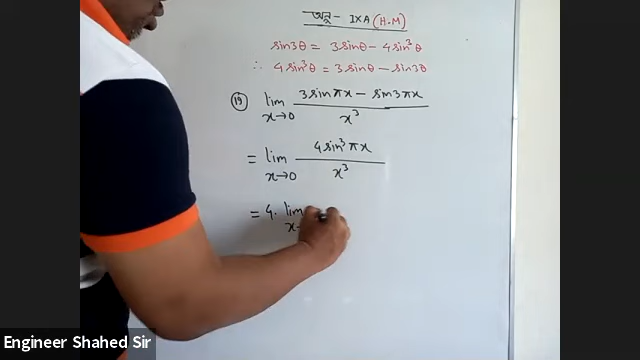 অনু - IXA (H.M)
sin3θ = 3sinθ - 4sin³θ
∴ 4sin³θ = 3sinθ - sin3θ
(19) lim x→0 (3sinπx - sin3πx)/x³
= lim x→0 4sin³πx/x³
= 4. lim x
Engineer Shahed Sir